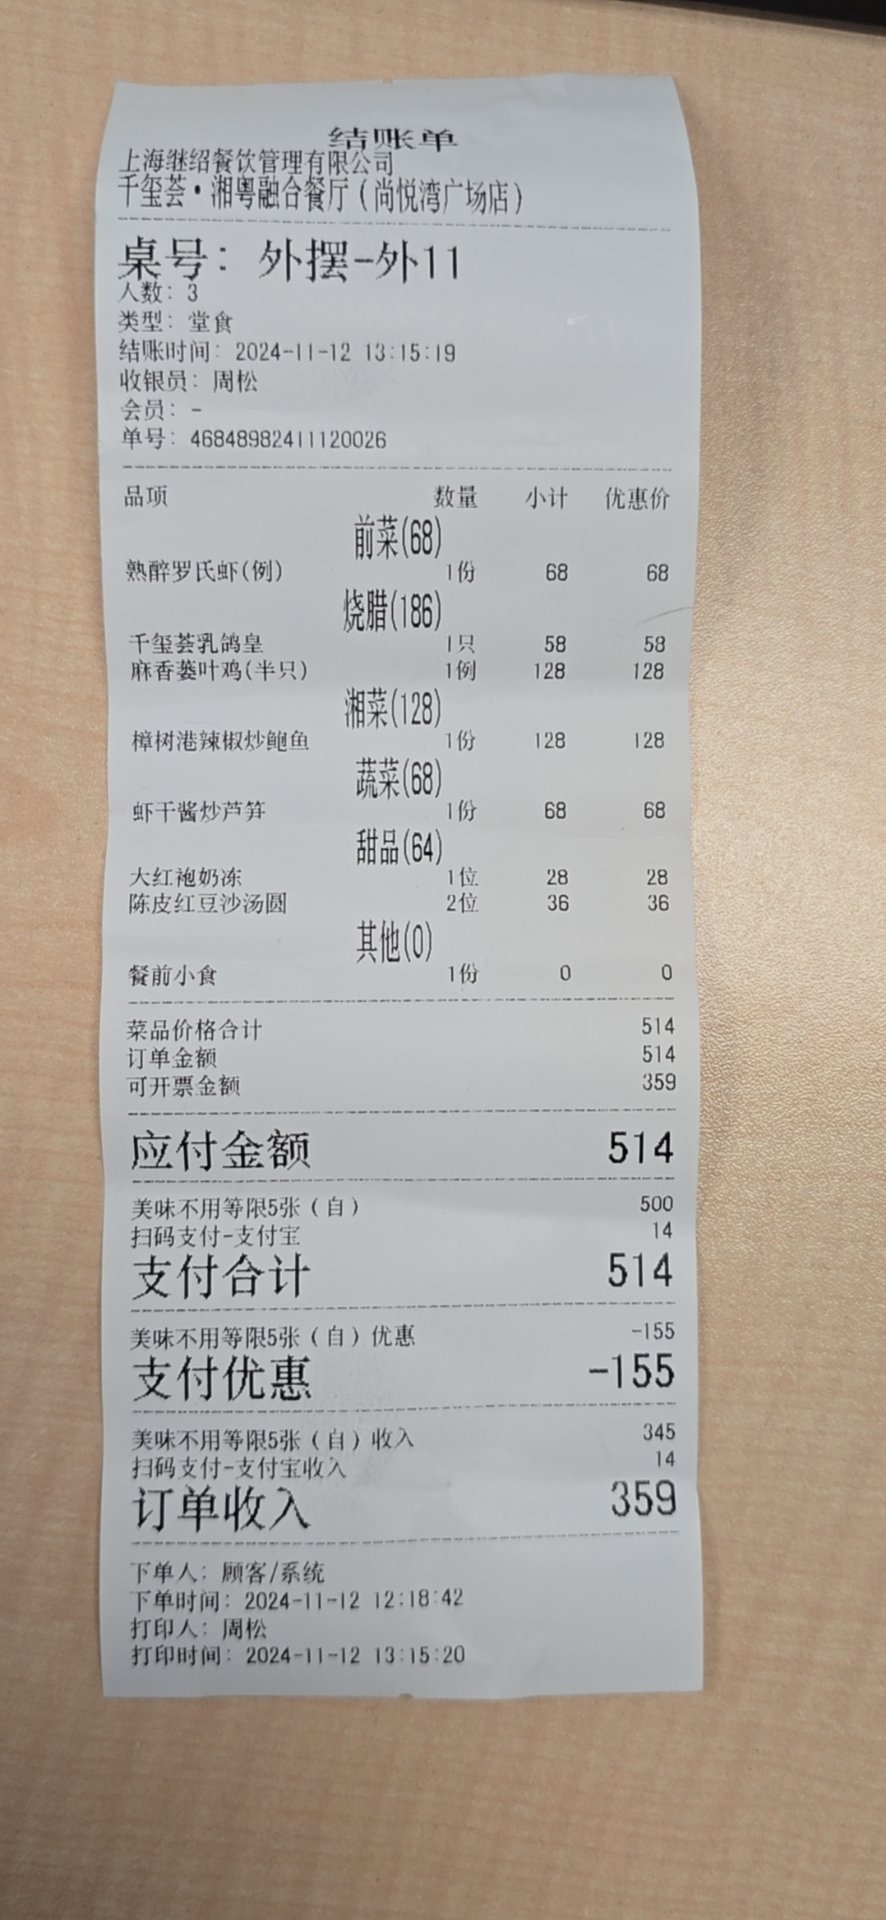 结账单
上海继绍餐饮管理有限公司
千玺荟·湘粤融合餐厅(尚悦湾广场店)
桌号: 外摆-外11
人数: 3
类型: 堂食
结账时间: 2024-11-12 13:15:19
收银员: 周松
会员: -
单号: 46848982411120026
品项 数量 小计 优惠价
前菜(68)
熟醉罗氏虾(例) 1份 68 68
烧腊(186)
千玺荟乳鸽皇 1只 58 58
麻香蒌叶鸡(半只) 1例 128 128
湘菜(128)
樟树港辣椒炒鲍鱼 1份 128 128
蔬菜(68)
虾干酱炒芦笋 1份 68 68
甜品(64)
大红袍奶冻 1位 28 28
陈皮红豆沙汤圆 2位 36 36
其他(0)
餐前小食 1份 0 0
菜品价格合计 514
订单金额 514
可开票金额 359
应付金额 514
美味不用等限5张(自) 500
扫码支付-支付宝 14
支付合计 514
美味不用等限5张(自)优惠 -155
支付优惠 -155
美味不用等限5张(自)收入 345
扫码支付-支付宝收入 14
订单收入 359
下单人: 顾客/系统
下单时间: 2024-11-12 12:18:42
打印人: 周松
打印时间: 2024-11-12 13:15:20